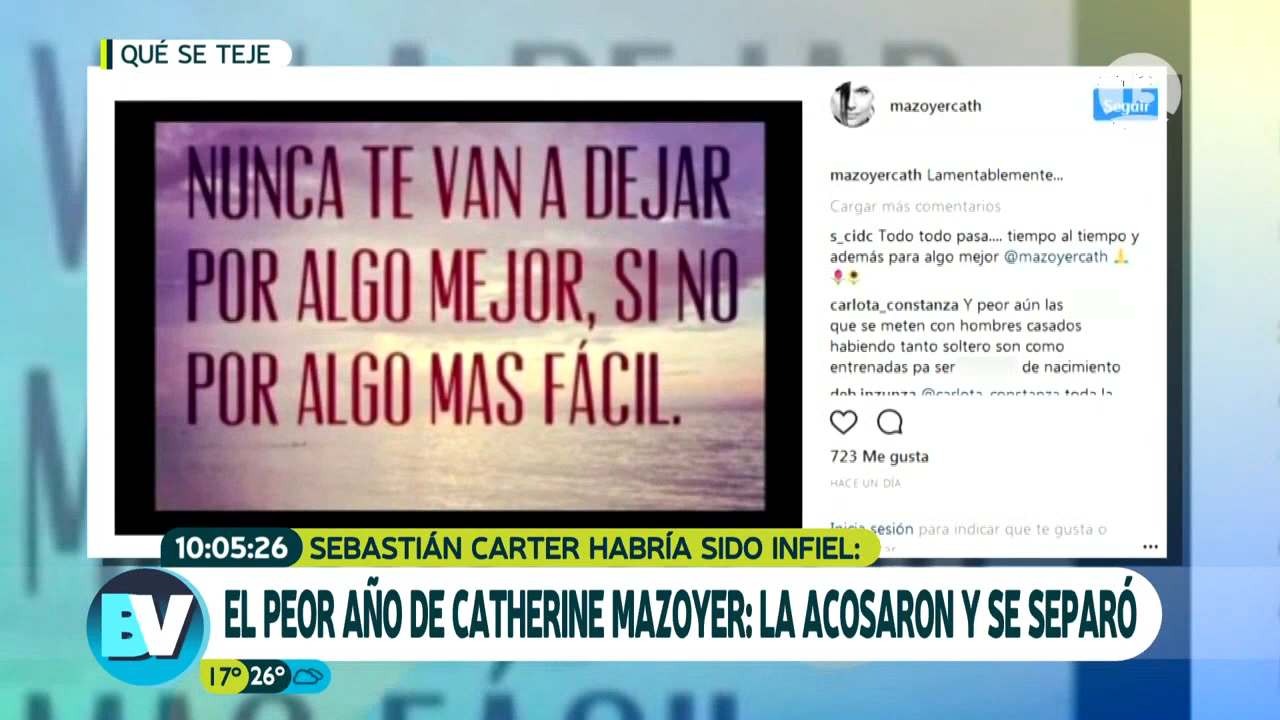 QUÉ SE TEJE
NUNCA TE VAN A DEJAR
POR ALGO MEJOR, SI NO
POR ALGO MAS FÁCIL.
mazoyercath
Seguir
mazoyercath Lamentablemente...
Cargar más comentarios
s_cidc Todo todo pasa.... tiempo al tiempo y
además para algo mejor @mazoyercath 🙏
🌷🌻
carlota_constanza Y peor aún las
que se meten con hombres casados
habiendo tanto soltero son como
entrenadas pa ser de nacimiento
@carlota_constanza toda la
723 Me gusta
HACE UN DÍA
Inicia sesión para indicar que te gusta o
10:05:26 SEBASTIÁN CARTER HABRÍA SIDO INFIEL:
BV
EL PEOR AÑO DE CATHERINE MAZOYER: LA ACOSARON Y SE SEPARÓ
17° 26°